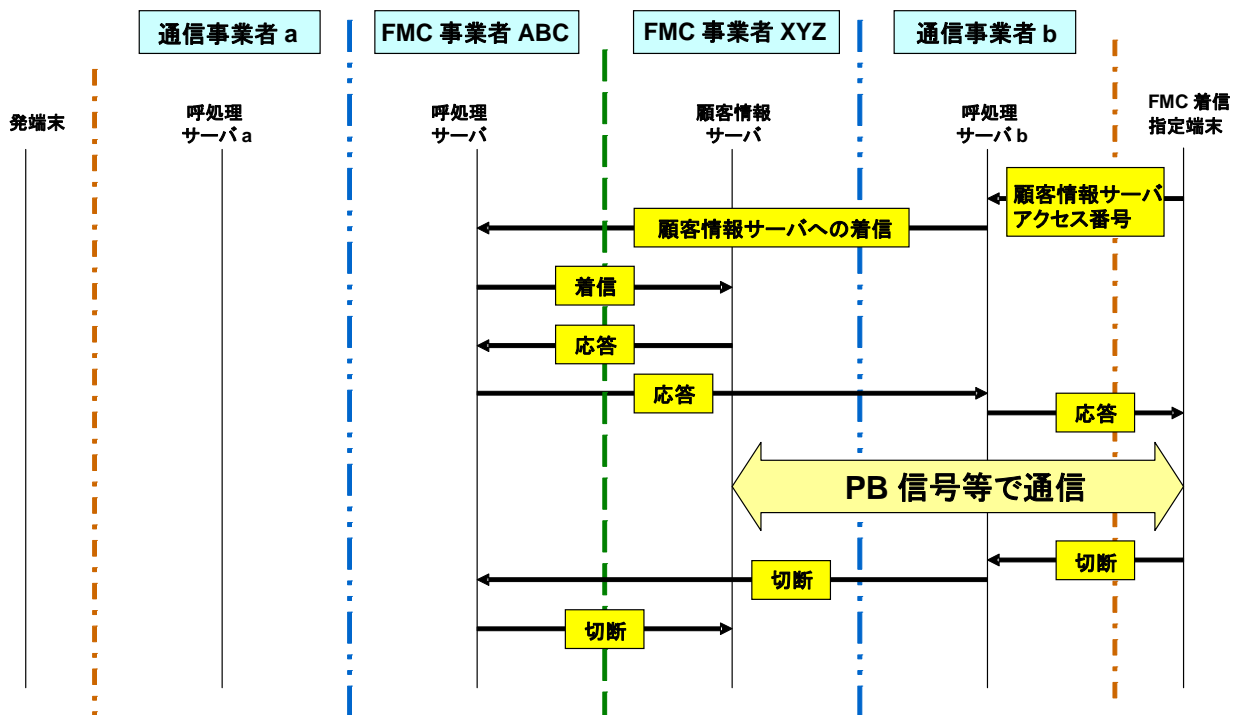 通信事業者 a
FMC 事業者 ABC
FMC 事業者 XYZ
通信事業者 b
発端末
呼処理
サーバ a
呼処理
サーバ
顧客情報
サーバ
呼処理
サーバ b
FMC 着信
指定端末
顧客情報サーバ
アクセス番号
顧客情報サーバへの着信
着信
応答
応答
応答
PB 信号等で通信
切断
切断
切断